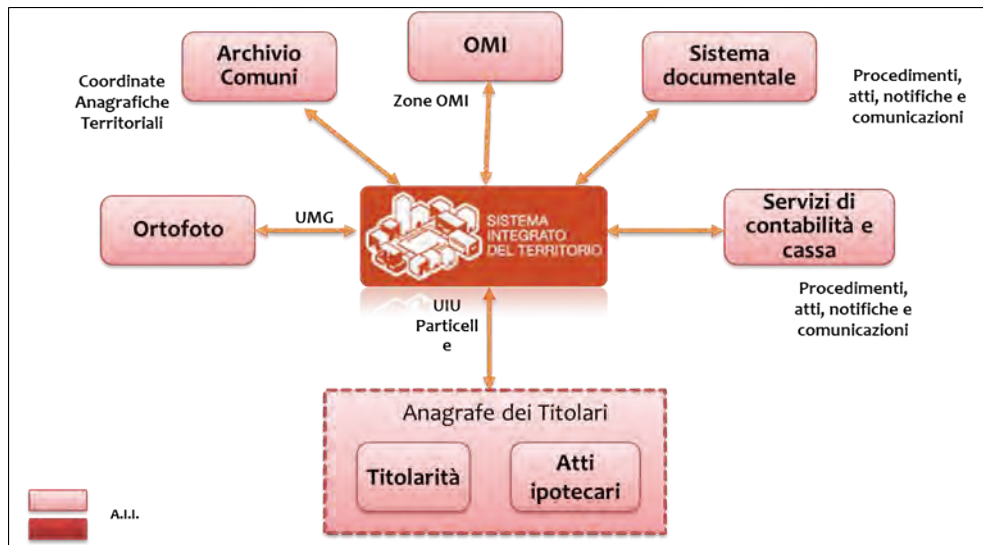 Archivio
Comuni
OMI
Sistema
documentale
Coordinate
Anagrafiche
Territoriali
Zone OMI
Procedimenti,
atti, notifiche e
comunicazioni
Ortofoto
UMG
SISTEMA
INTEGRATO
DEL TERRITORIO
Servizi di
contabilità e
cassa
Procedimenti,
atti, notifiche e
comunicazioni
UIU
Particell
e
Anagrafe dei Titolari
Titolarità
Atti
ipotecari
A.I.I.